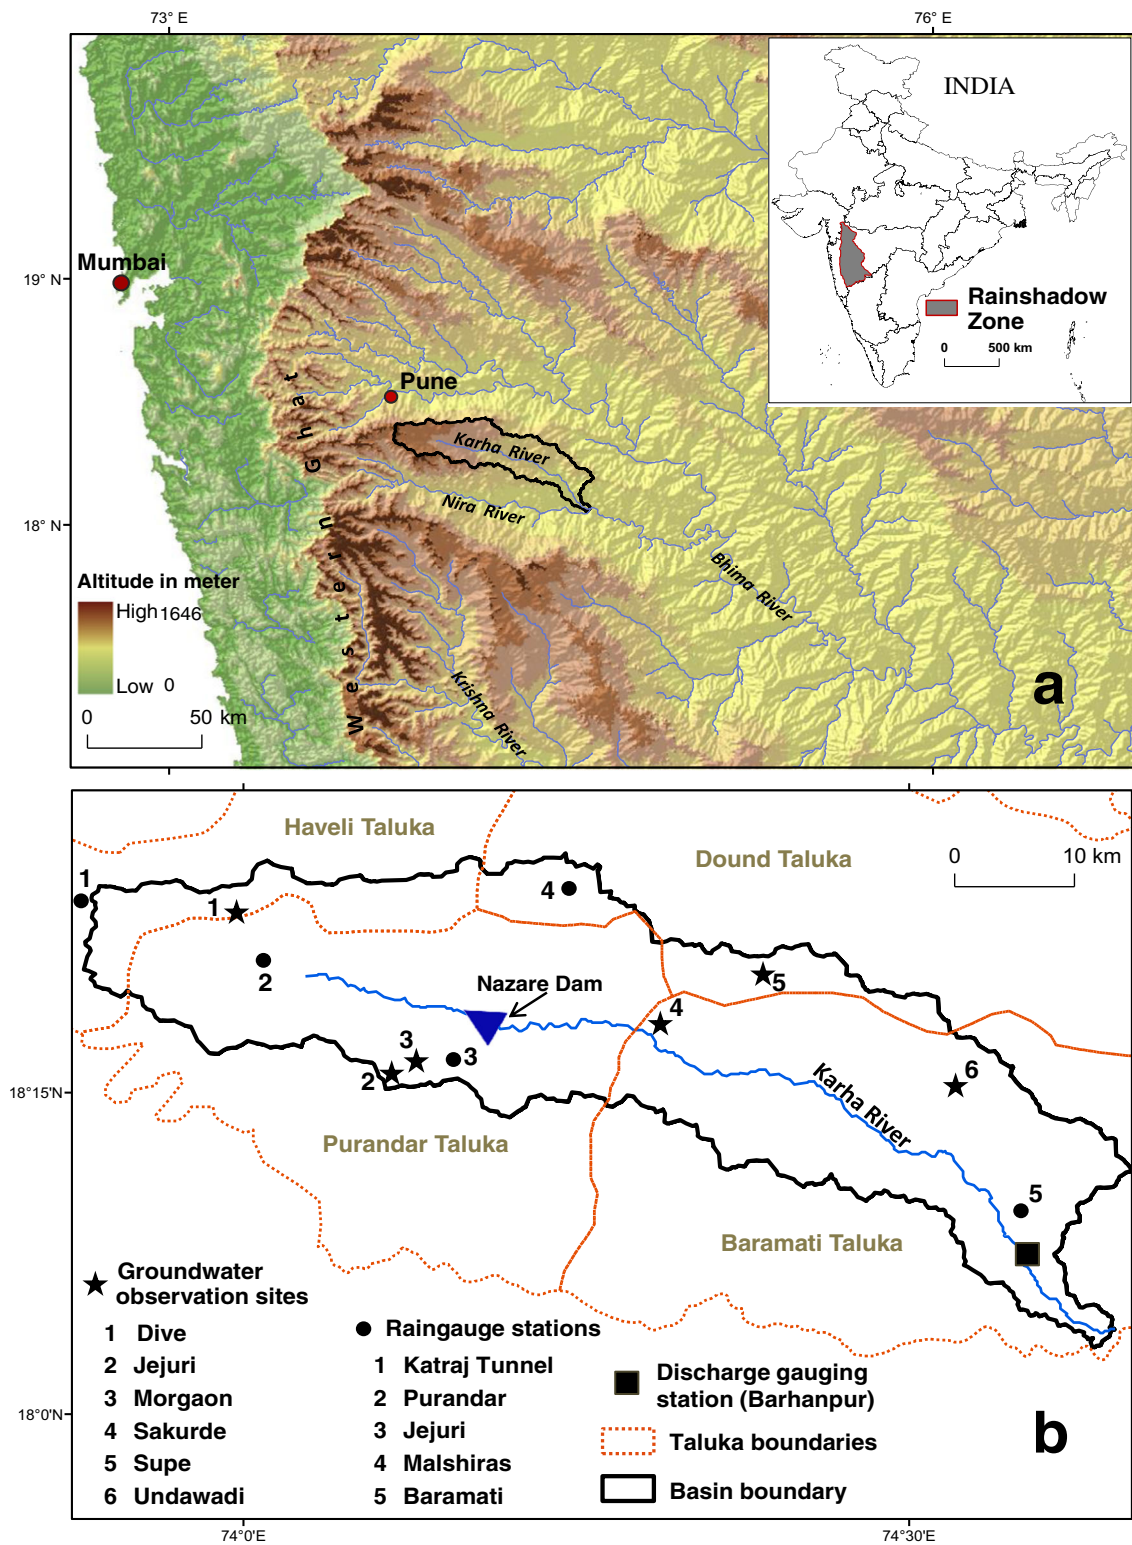 73° E
76° E
INDIA
Rainshadow
Zone
0
500 km
19° N
Mumbai
Pune
Karha River
Nira River
Western Ghat
18° N
Bhima River
Krishna River
Altitude in meter
High 1646
Low 0
0
50 km
a
Haveli Taluka
Dound Taluka
0
10 km
1
1
4
2
Nazare Dam
5
4
3
3
2
6
Karha River
18°15'N
Purandar Taluka
5
Baramati Taluka
Groundwater
observation sites
1 Dive
2 Jejuri
3 Morgaon
4 Sakurde
5 Supe
6 Undawadi
Raingauge stations
1 Katraj Tunnel
2 Purandar
3 Jejuri
4 Malshiras
5 Baramati
Discharge gauging
station (Barhanpur)
Taluka boundaries
Basin boundary
18°0'N
b
74°0'E
74°30'E